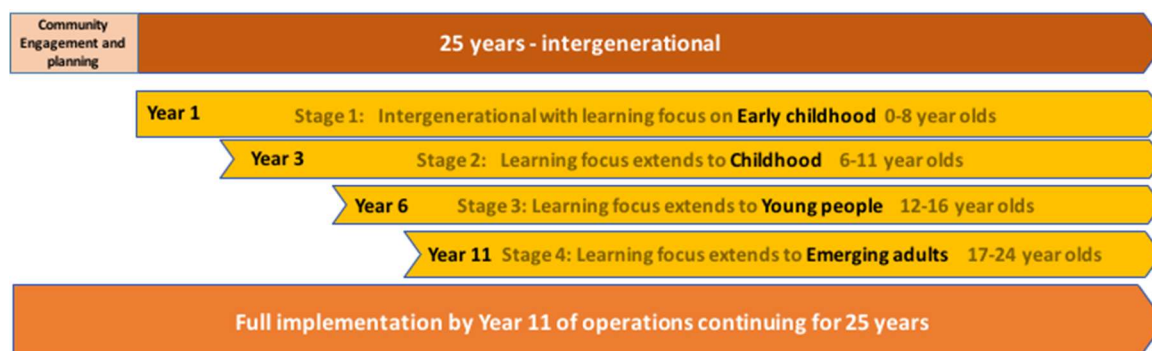 Community
Engagement and
planning
25 years - intergenerational
Year 1 Stage 1: Intergenerational with learning focus on Early childhood 0-8 year olds
Year 3 Stage 2: Learning focus extends to Childhood 6-11 year olds
Year 6 Stage 3: Learning focus extends to Young people 12-16 year olds
Year 11 Stage 4: Learning focus extends to Emerging adults 17-24 year olds
Full implementation by Year 11 of operations continuing for 25 years